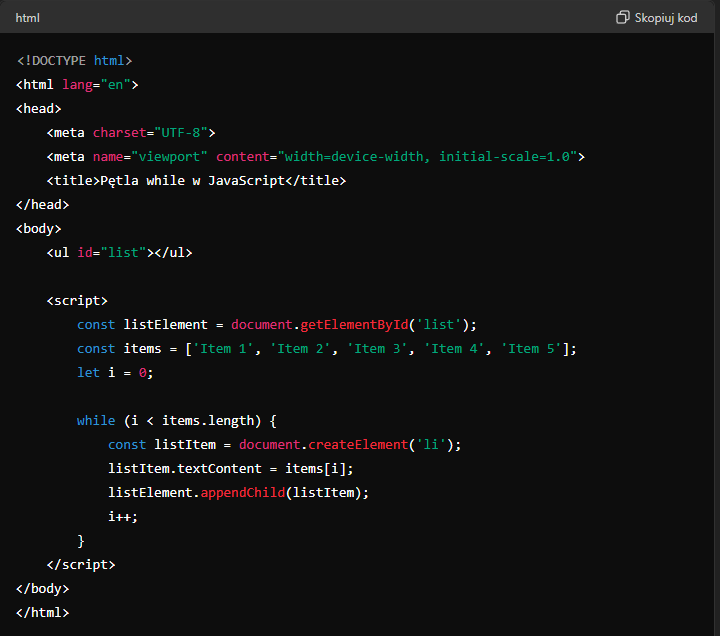 html
Skopiuj kod
<!DOCTYPE html>
<html lang="en">
<head>
    <meta charset="UTF-8">
    <meta name="viewport" content="width=device-width, initial-scale=1.0">
    <title>Pętla while w JavaScript</title>
</head>
<body>
    <ul id="list"></ul>

    <script>
        const listElement = document.getElementById('list');
        const items = ['Item 1', 'Item 2', 'Item 3', 'Item 4', 'Item 5'];
        let i = 0;

        while (i < items.length) {
            const listItem = document.createElement('li');
            listItem.textContent = items[i];
            listElement.appendChild(listItem);
            i++;
        }
    </script>
</body>
</html>